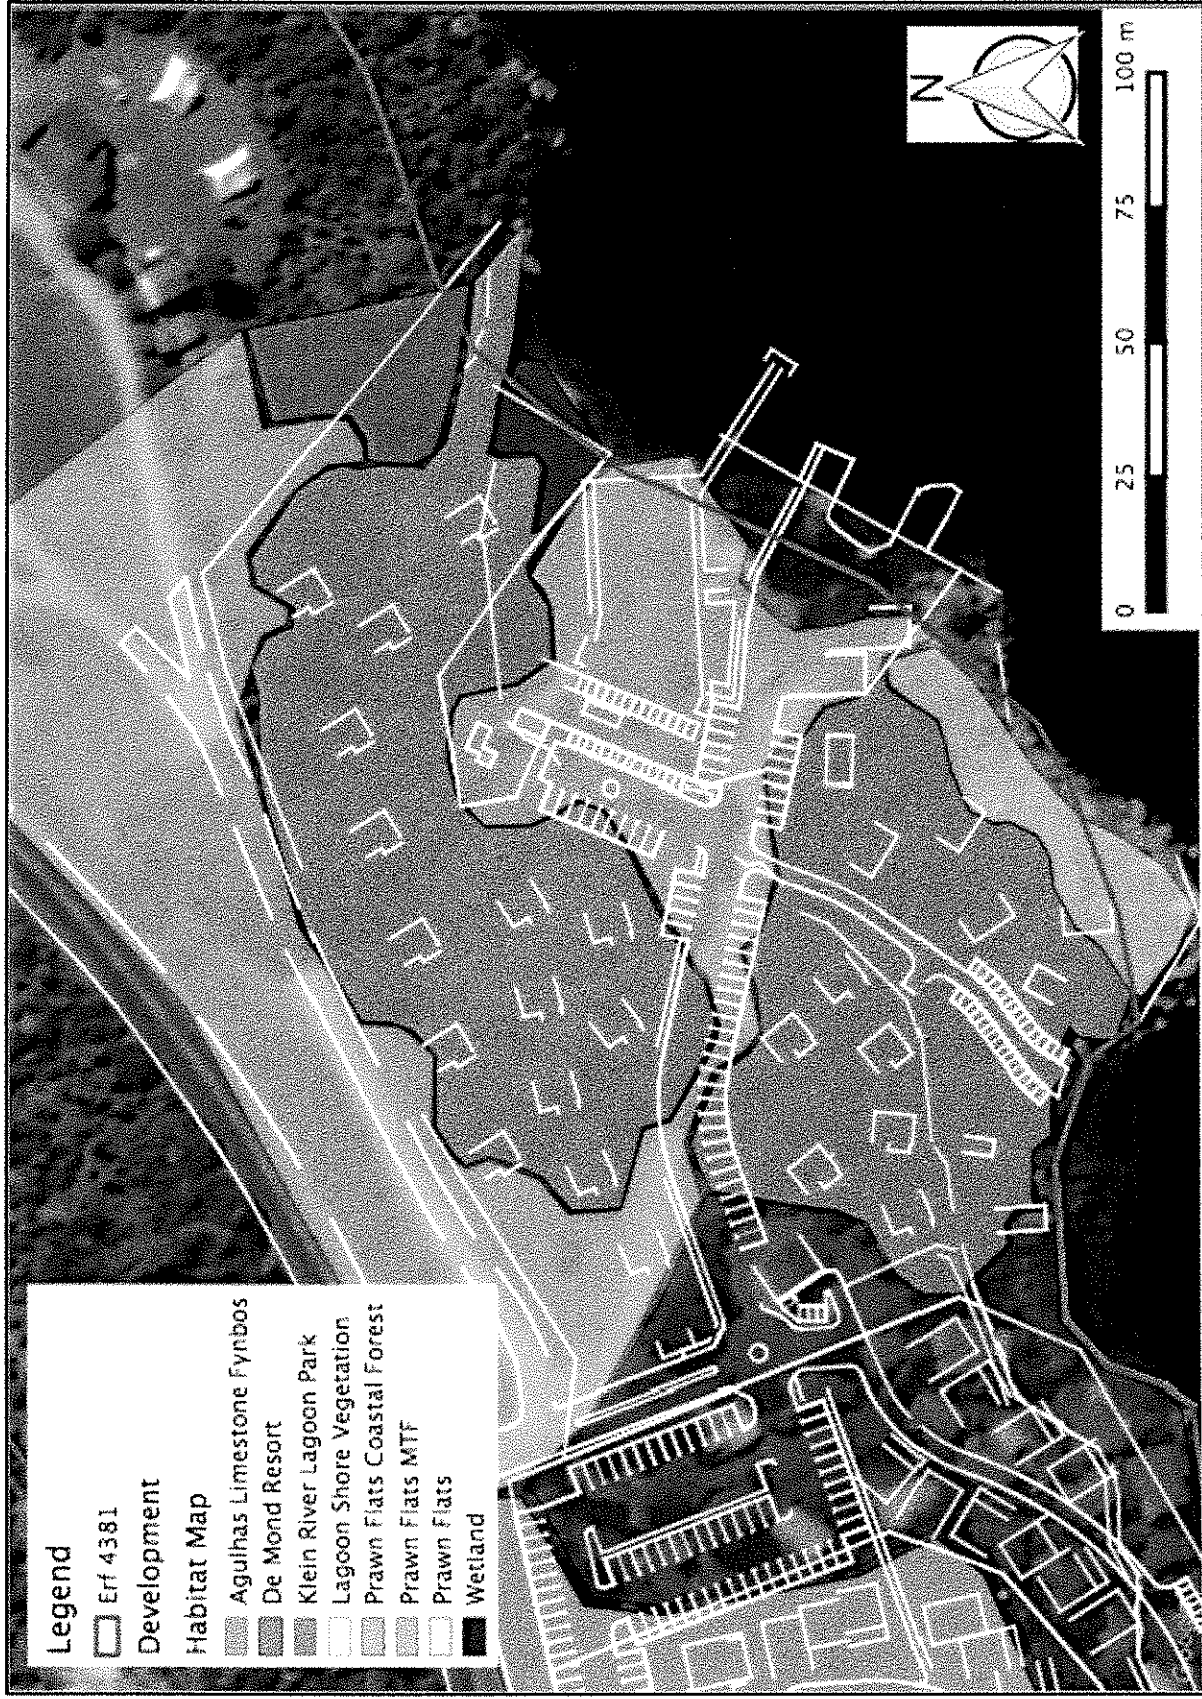 Legend
Erf 4381
Development
Habitat Map
Agulhas Limestone Fynbos
De Mond Resort
Klein River Lagoon Park
Lagoon Shore Vegetation
Prawn Flats Coastal Forest
Prawn Flats MTF
Prawn Flats
Wetland
N
0 25 50 75 100 m